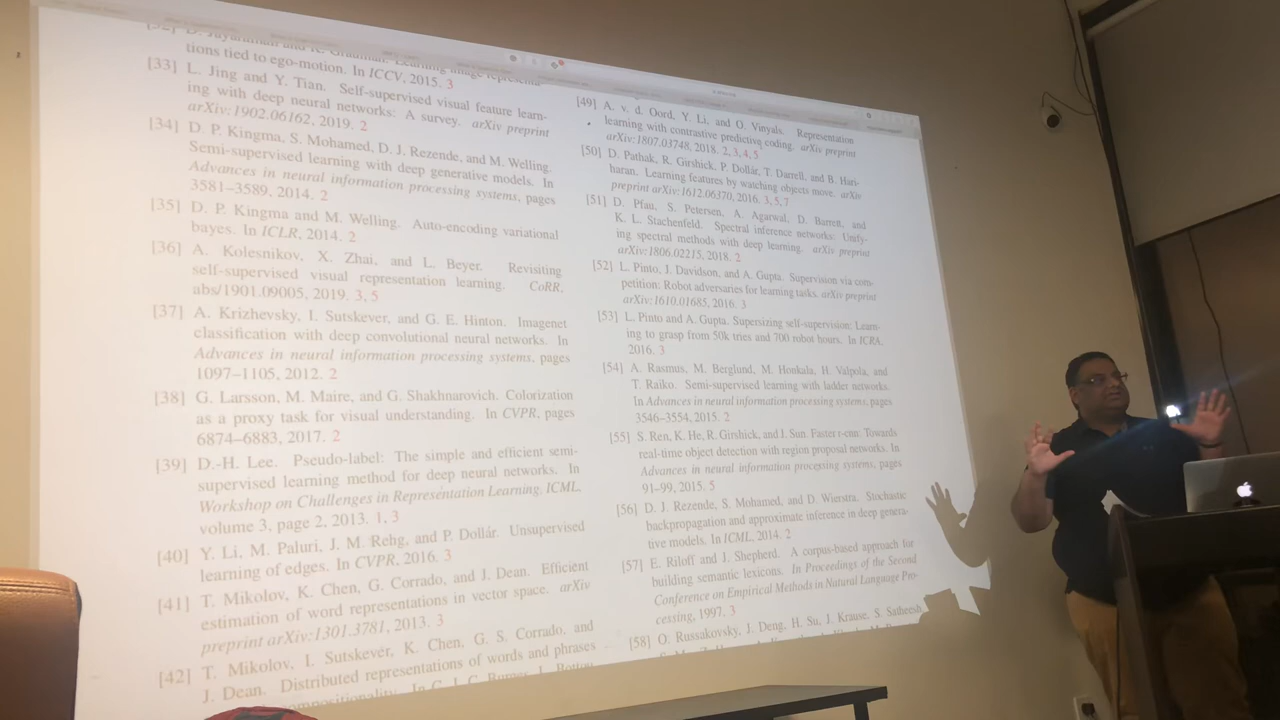 tions tied to ego-motion. In ICCV, 2015. 3
[33] L. Jing and Y. Tian. Self-supervised visual feature learn-
ing with deep neural networks: A survey. arXiv preprint
arXiv:1902.06162, 2019. 2
[34] D. P. Kingma, S. Mohamed, D. J. Rezende, and M. Welling.
Semi-supervised learning with deep generative models. In
Advances in neural information processing systems, pages
3581–3589, 2014. 2
[35] D. P. Kingma and M. Welling. Auto-encoding variational
bayes. In ICLR, 2014. 2
[36] A. Kolesnikov, X. Zhai, and L. Beyer. Revisiting
self-supervised visual representation learning. CoRR,
abs/1901.09005, 2019. 3, 5
[37] A. Krizhevsky, I. Sutskever, and G. E. Hinton. Imagenet
classification with deep convolutional neural networks. In
Advances in neural information processing systems, pages
1097–1105, 2012. 2
[38] G. Larsson, M. Maire, and G. Shakhnarovich. Colorization
as a proxy task for visual understanding. In CVPR, pages
6874–6883, 2017. 2
[39] D.-H. Lee. Pseudo-label: The simple and efficient semi-
supervised learning method for deep neural networks. In
Workshop on Challenges in Representation Learning, ICML,
volume 3, page 2, 2013. 1, 3
[40] Y. Li, M. Paluri, J. M. Rehg, and P. Dollár. Unsupervised
learning of edges. In CVPR, 2016. 3
[41] T. Mikolov, K. Chen, G. Corrado, and J. Dean. Efficient
estimation of word representations in vector space. arXiv
preprint arXiv:1301.3781, 2013. 3
[42] T. Mikolov, I. Sutskever, K. Chen, G. S. Corrado, and
J. Dean. Distributed representations of words and phrases
[49] A. v. d. Oord, Y. Li, and O. Vinyals. Representation
learning with contrastive predictive coding. arXiv preprint
arXiv:1807.03748, 2018. 2, 3, 4, 5
[50] D. Pathak, R. Girshick, P. Dollár, T. Darrell, and B. Hari-
haran. Learning features by watching objects move. arXiv
preprint arXiv:1612.06370, 2016. 3, 5, 7
[51] D. Pfau, S. Petersen, A. Agarwal, D. Barrett, and
K. L. Stachenfeld. Spectral inference networks: Unify-
ing spectral methods with deep learning. arXiv preprint
arXiv:1806.02215, 2018. 2
[52] L. Pinto, J. Davidson, and A. Gupta. Supervision via com-
petition: Robot adversaries for learning tasks. arXiv preprint
arXiv:1610.01685, 2016. 3
[53] L. Pinto and A. Gupta. Supersizing self-supervision: Learn-
ing to grasp from 50k tries and 700 robot hours. In ICRA,
2016. 3
[54] A. Rasmus, M. Berglund, M. Honkala, H. Valpola, and
T. Raiko. Semi-supervised learning with ladder networks.
In Advances in neural information processing systems, pages
3546–3554, 2015. 2
[55] S. Ren, K. He, R. Girshick, and J. Sun. Faster r-cnn: Towards
real-time object detection with region proposal networks. In
Advances in neural information processing systems, pages
91–99, 2015. 5
[56] D. J. Rezende, S. Mohamed, and D. Wierstra. Stochastic
backpropagation and approximate inference in deep genera-
tive models. In ICML, 2014. 2
[57] E. Riloff and J. Shepherd. A corpus-based approach for
building semantic lexicons. In Proceedings of the Second
Conference on Empirical Methods in Natural Language Pro-
cessing, 1997. 3
[58] O. Russakovsky, J. Deng, H. Su, J. Krause, S. Satheesh,